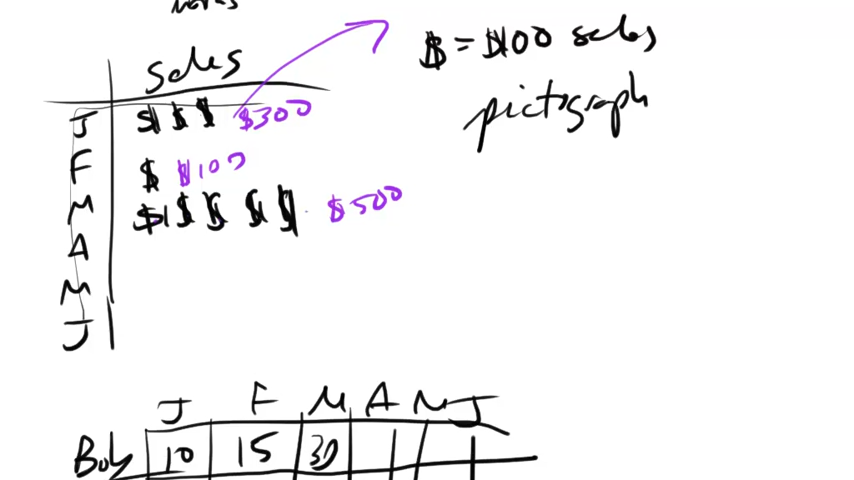 sales
$ = $100 sales
pictograph
J $ $ $ $300
F $ $100
M $ $ $ $ $ $500
A
M
J
J F M A M J
Bob 10 15 30